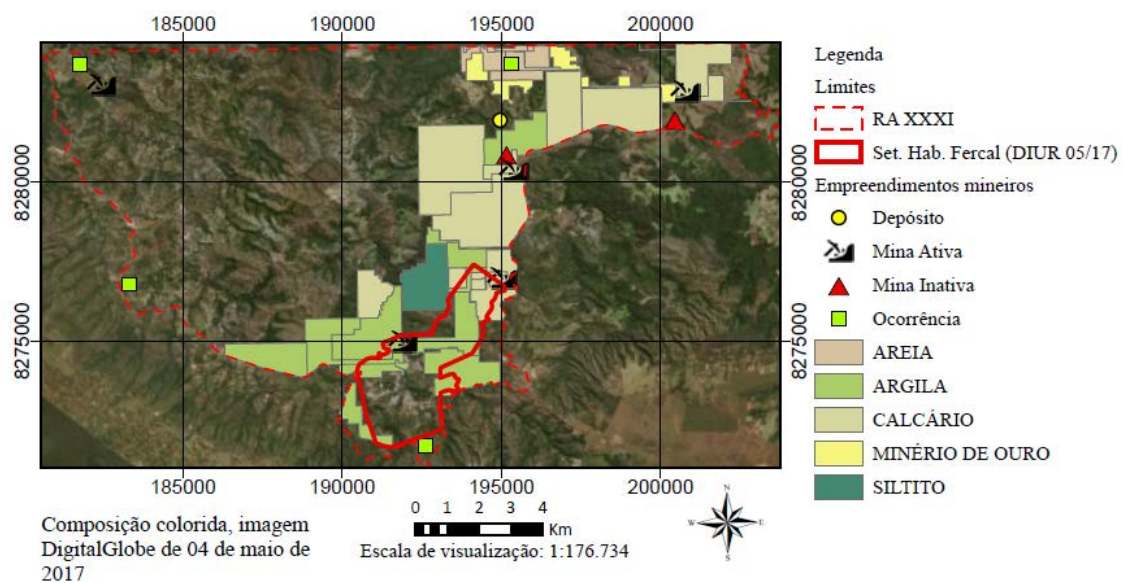 185000 190000 195000 200000
8280000
8275000
8280000
8275000
185000 190000 195000 200000
Composição colorida, imagem
DigitalGlobe de 04 de maio de
2017
0 1 2 3 4
Km
Escala de visualização: 1:176.734
N
W E
S
Legenda
Limites
RA XXXI
Set. Hab. Fercal (DIUR 05/17)
Empreendimentos mineiros
Depósito
Mina Ativa
Mina Inativa
Ocorrência
AREIA
ARGILA
CALCÁRIO
MINÉRIO DE OURO
SILTITO